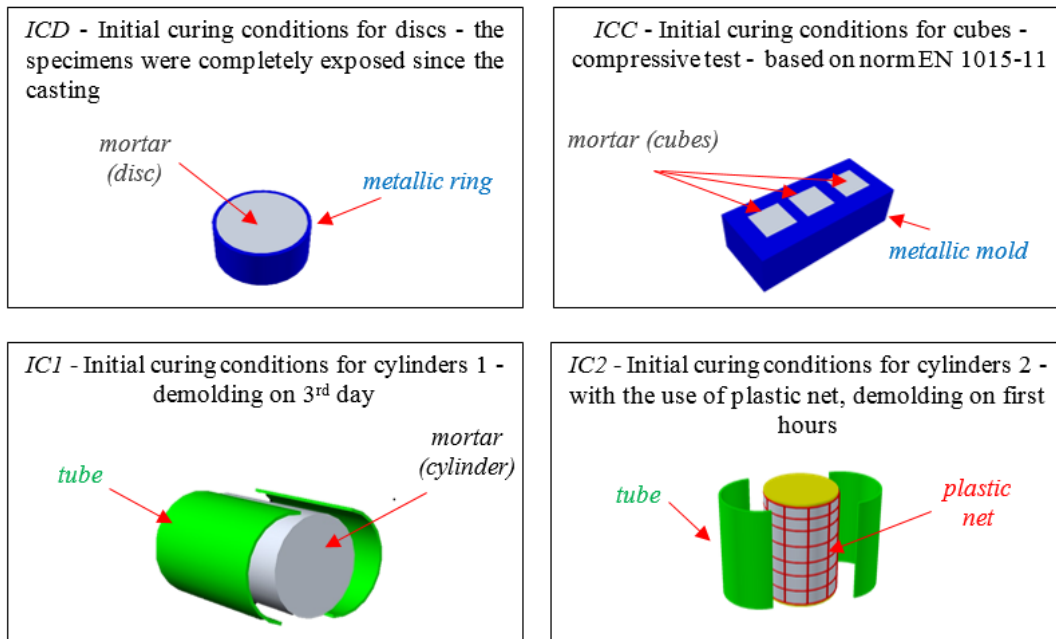 ICD - Initial curing conditions for discs - the
specimens were completely exposed since the
casting
mortar
(disc)
metallic ring
ICC - Initial curing conditions for cubes -
compressive test - based on norm EN 1015-11
mortar (cubes)
metallic mold
IC1 - Initial curing conditions for cylinders 1 -
demolding on 3rd day
mortar
(cylinder)
tube
IC2 - Initial curing conditions for cylinders 2 -
with the use of plastic net, demolding on first
hours
tube
plastic
net